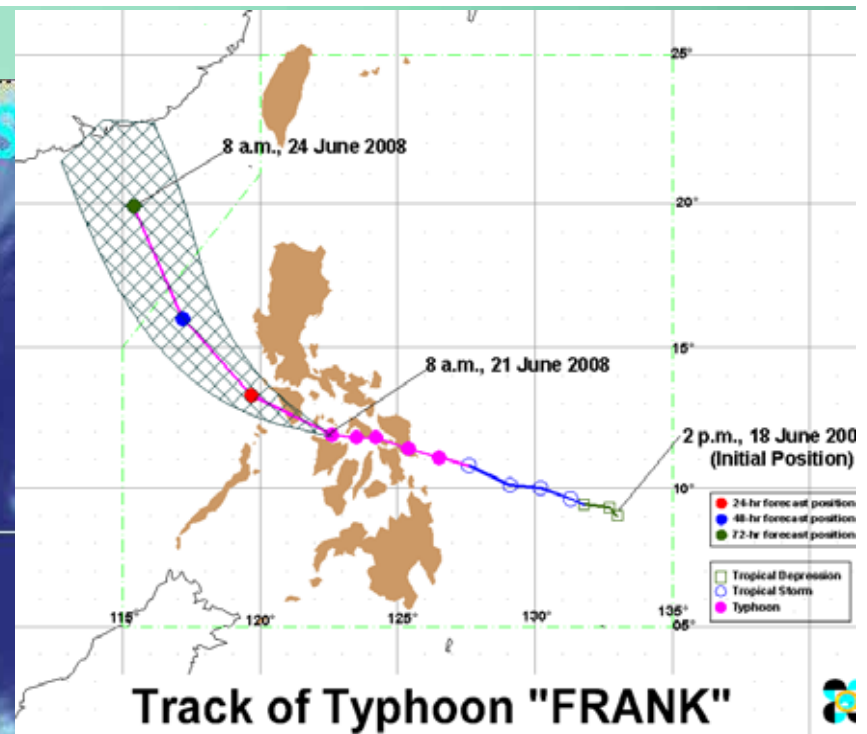 25°
8 a.m., 24 June 2008
20°
15°
8 a.m., 21 June 2008
2 p.m., 18 June 200
(Initial Position)
10°
24-hr forecast position
48-hr forecast position
72-hr forecast position
Tropical Depression
Tropical Storm
Typhoon
115°
120°
125°
130°
135°
05°
Track of Typhoon "FRANK"